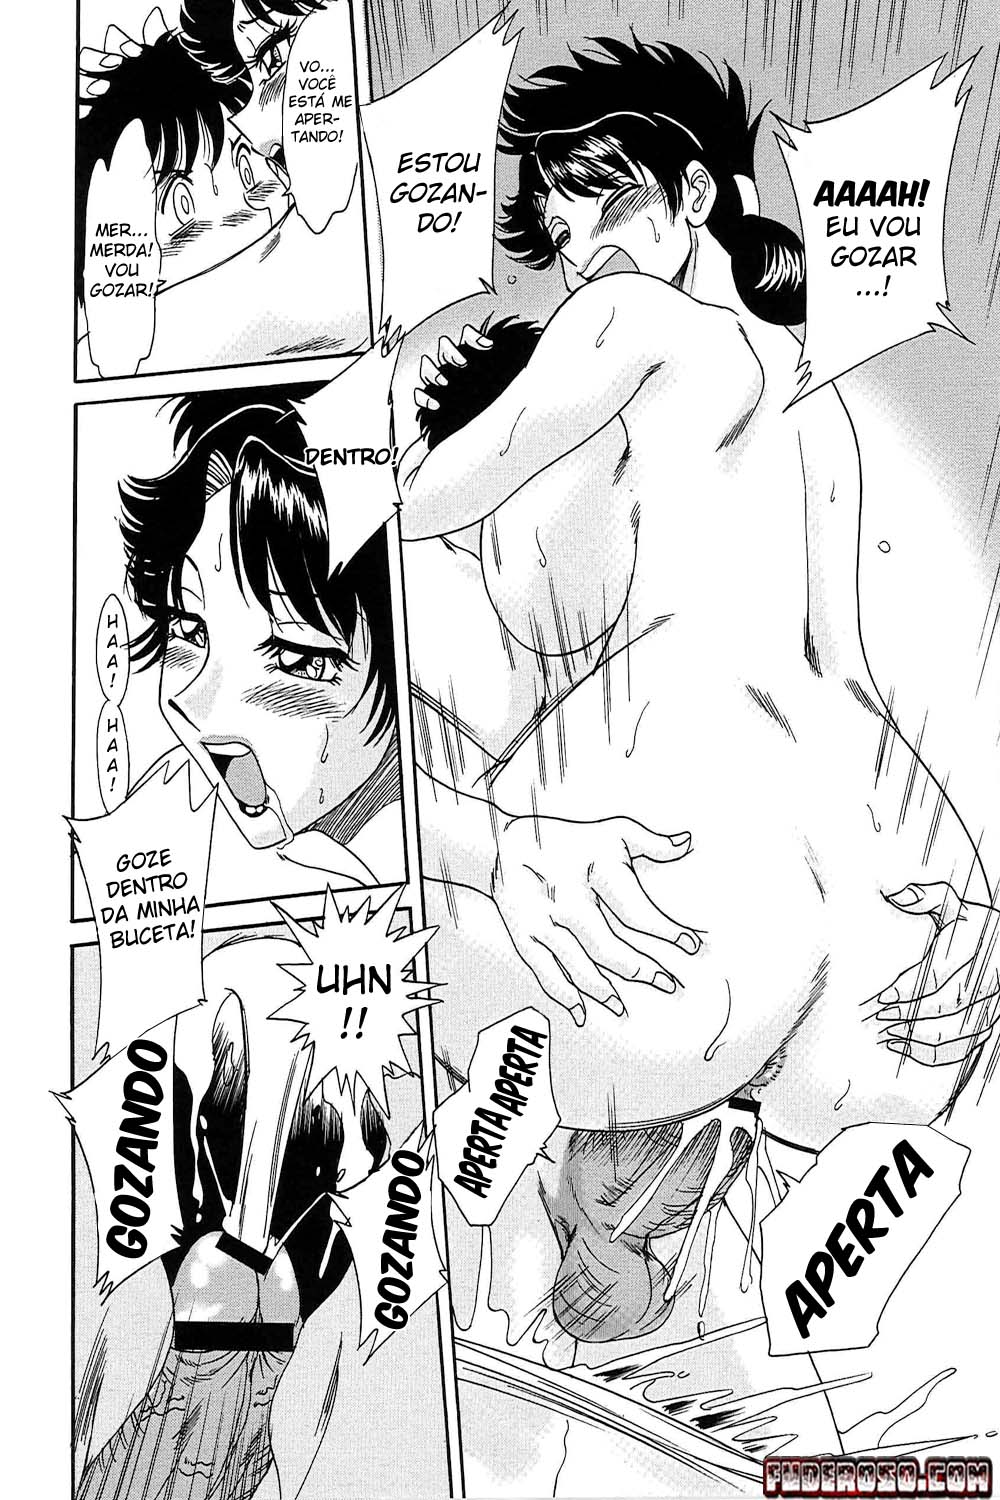 AAAAH!
EU VOU
GOZAR
...!
ESTOU
GOZAN-
DO!
VO...
VOCÊ
ESTÁ ME
APER-
TANDO!
MER...
MERDA!
VOU
GOZAR!
DENTRO!
HAA!
HAA!
GOZE
DENTRO
DA MINHA
BUCETA!
UHN
!!
GOZANDO
GOZANDO
APERTA
APERTA
APERTA
FUDEROSO.COM